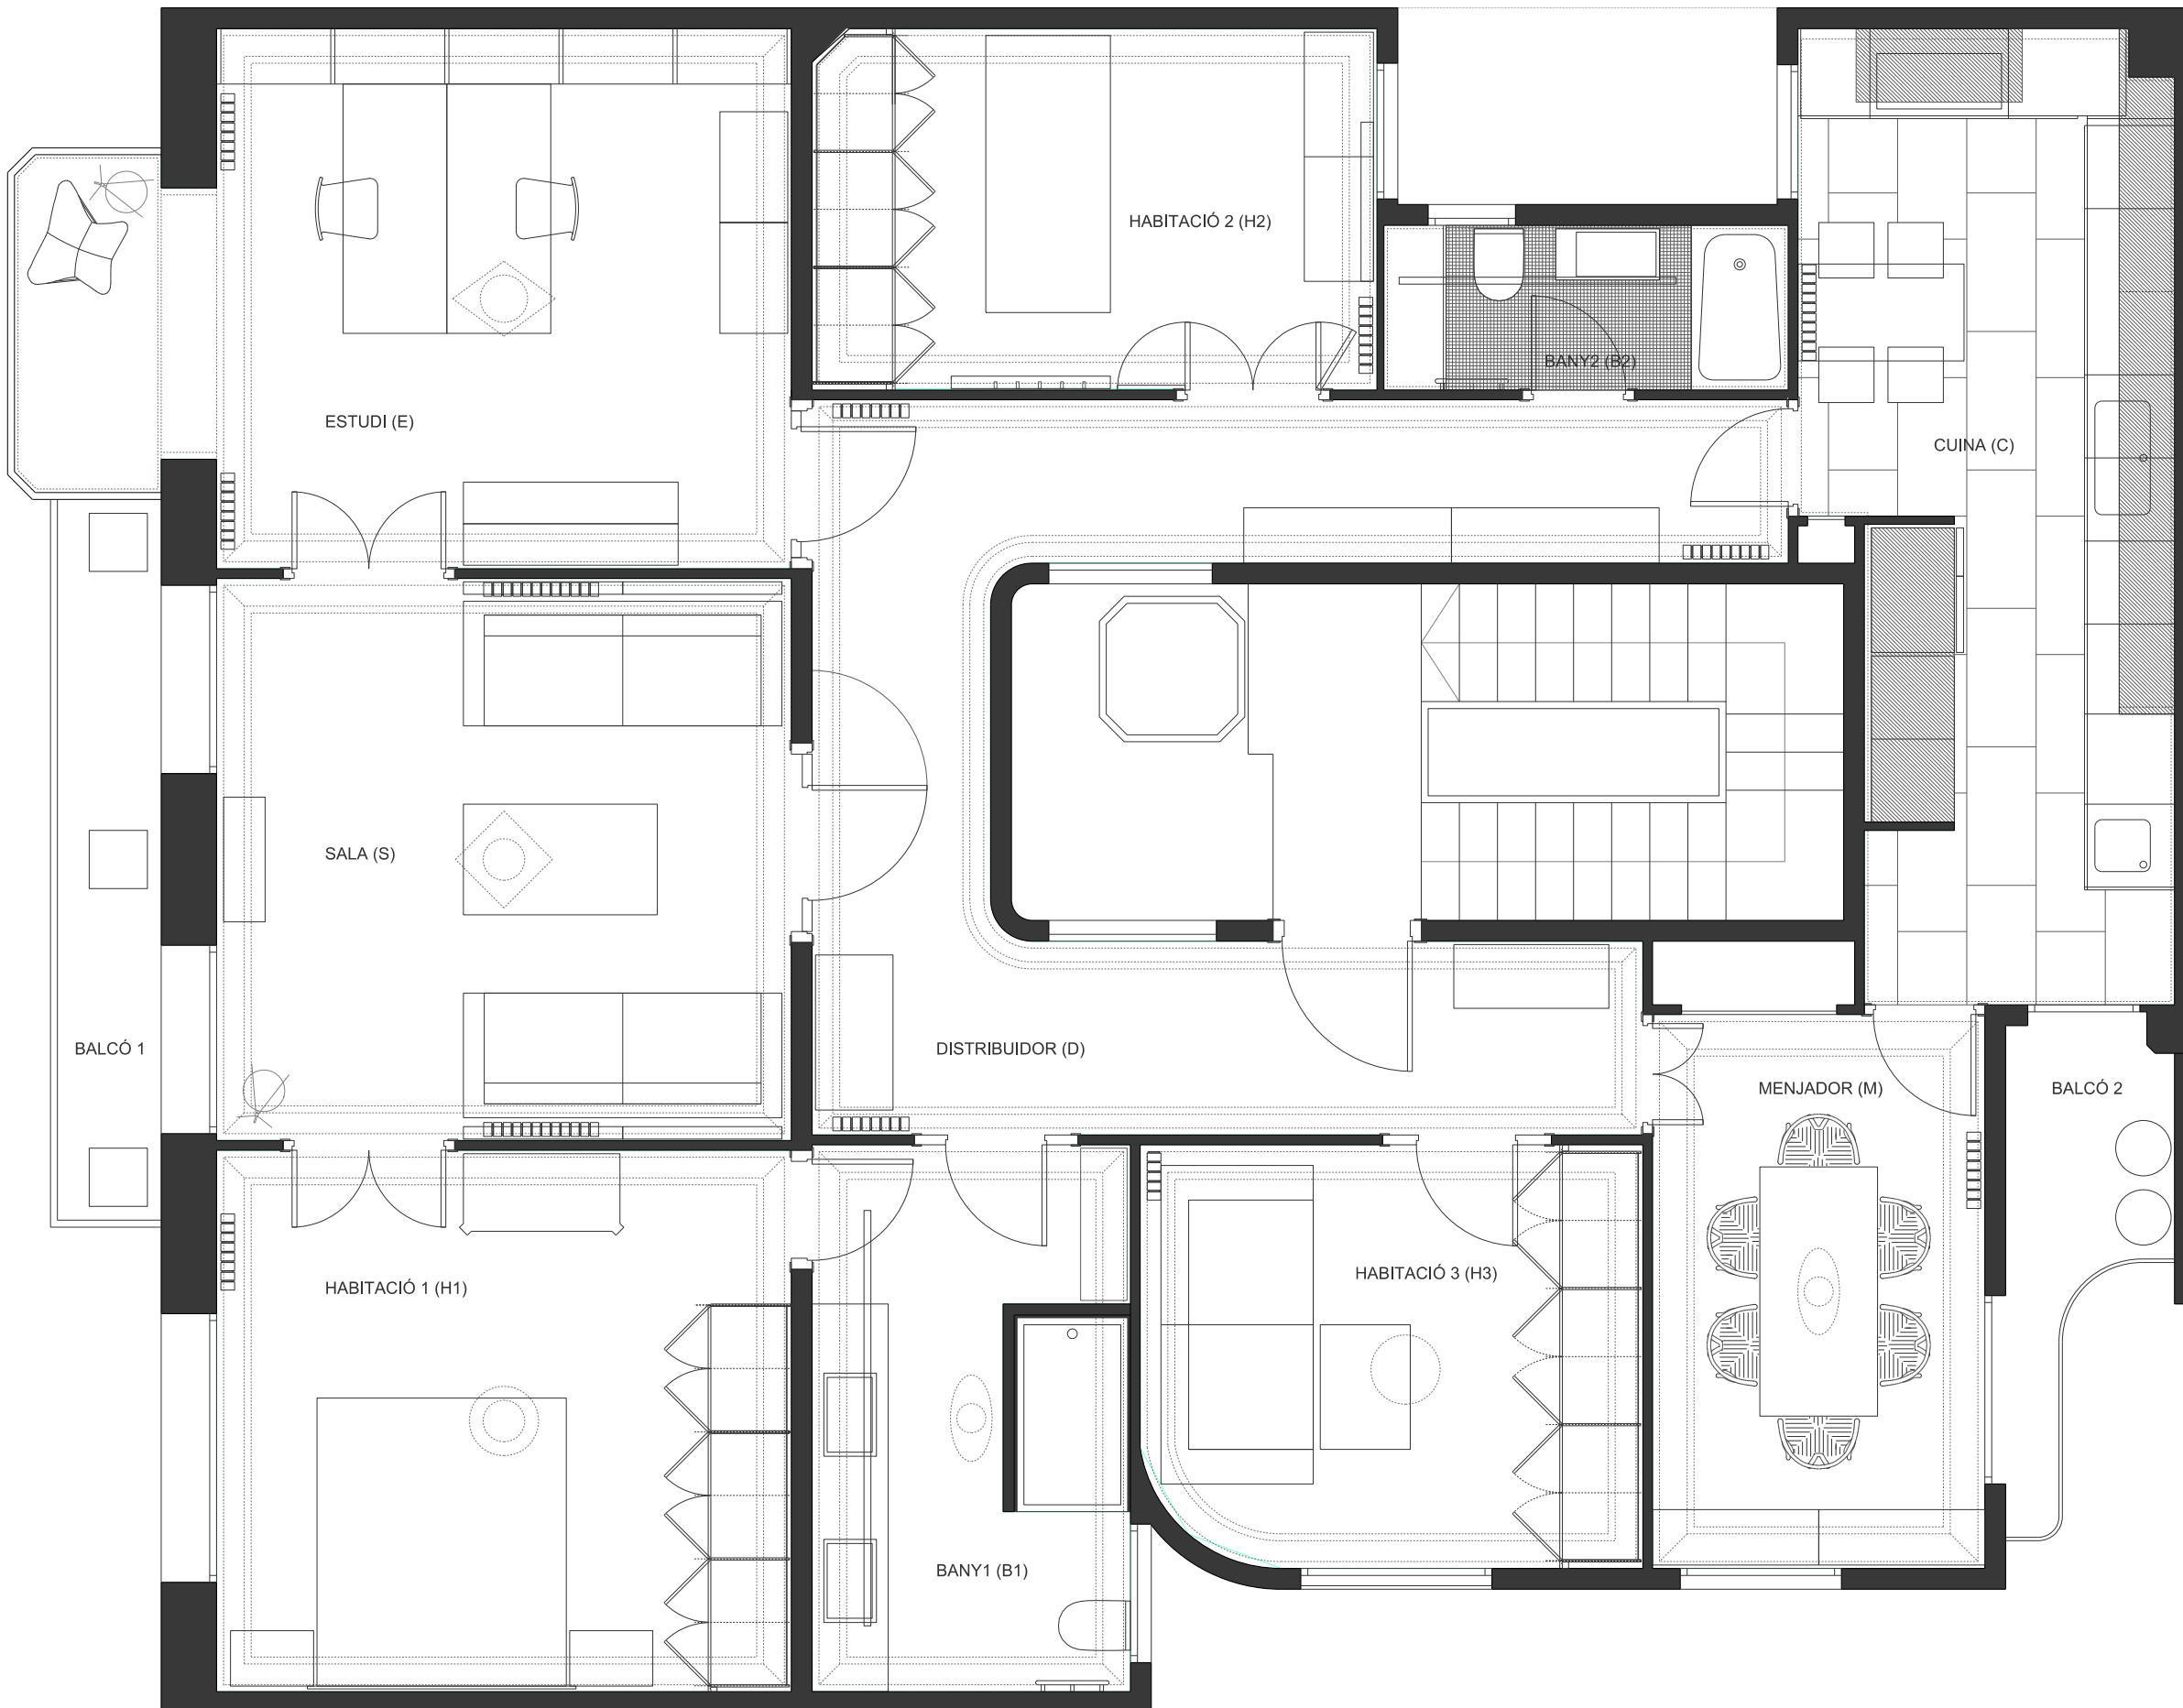 HABITACIÓ 2 (H2)
BANY2 (B2)
ESTUDI (E)
CUINA (C)
SALA (S)
BALCÓ 1
DISTRIBUIDOR (D)
MENJADOR (M)
BALCÓ 2
HABITACIÓ 1 (H1)
HABITACIÓ 3 (H3)
BANY1 (B1)